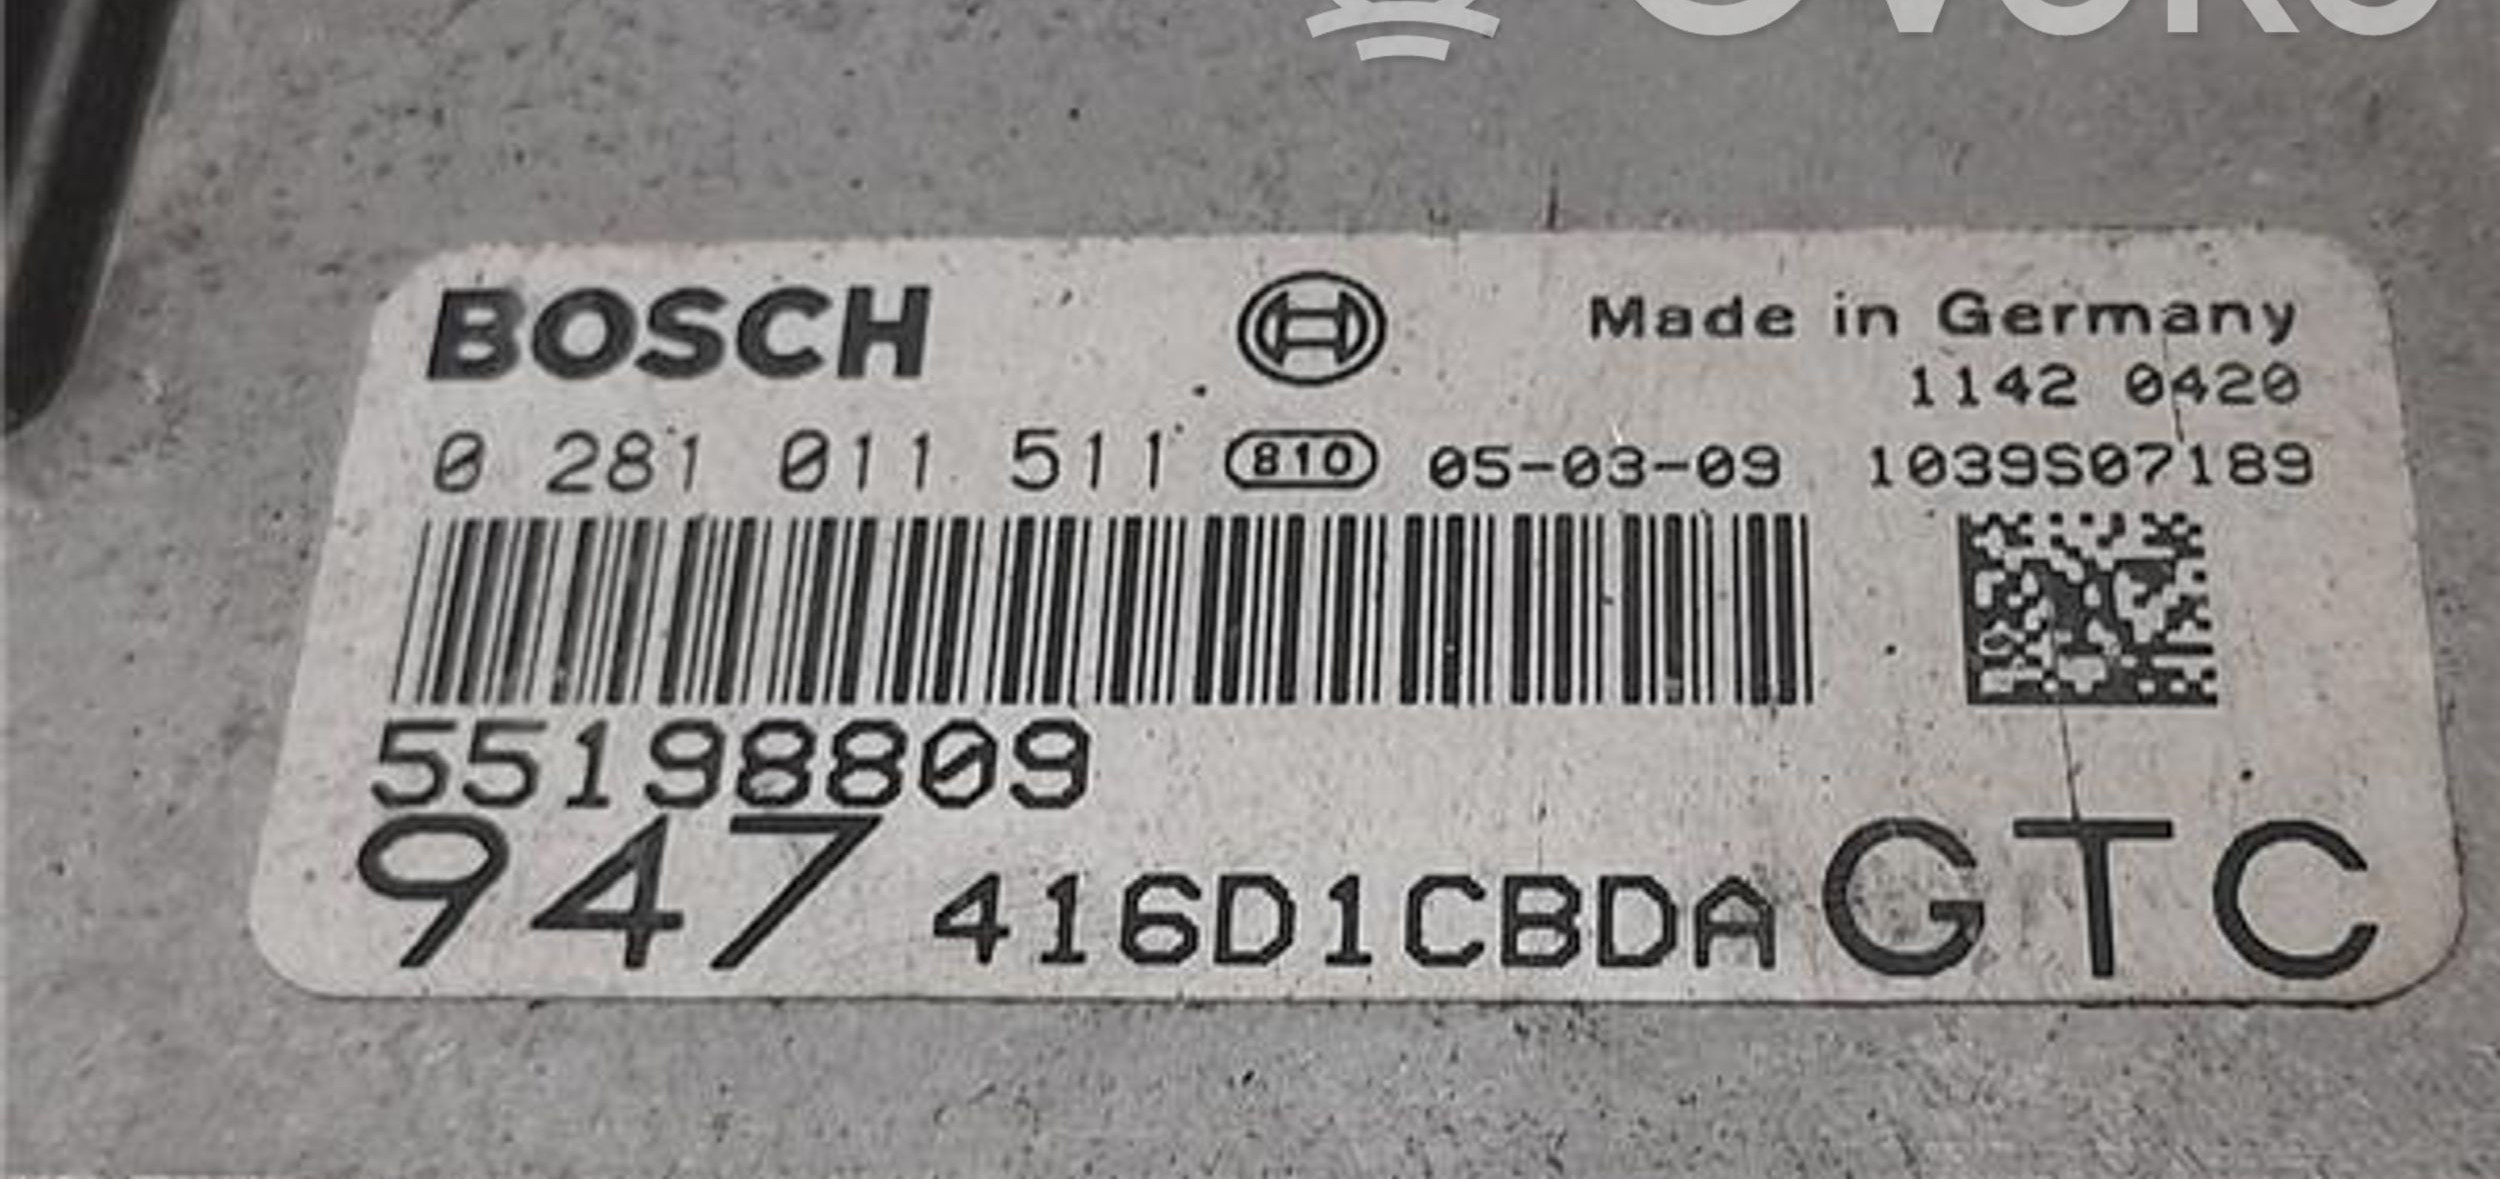 BOSCH
Made in Germany
1142 0420
0 281 011 511 810 05-03-09 1039S07189
55198809
947 416D1CBDA GTC